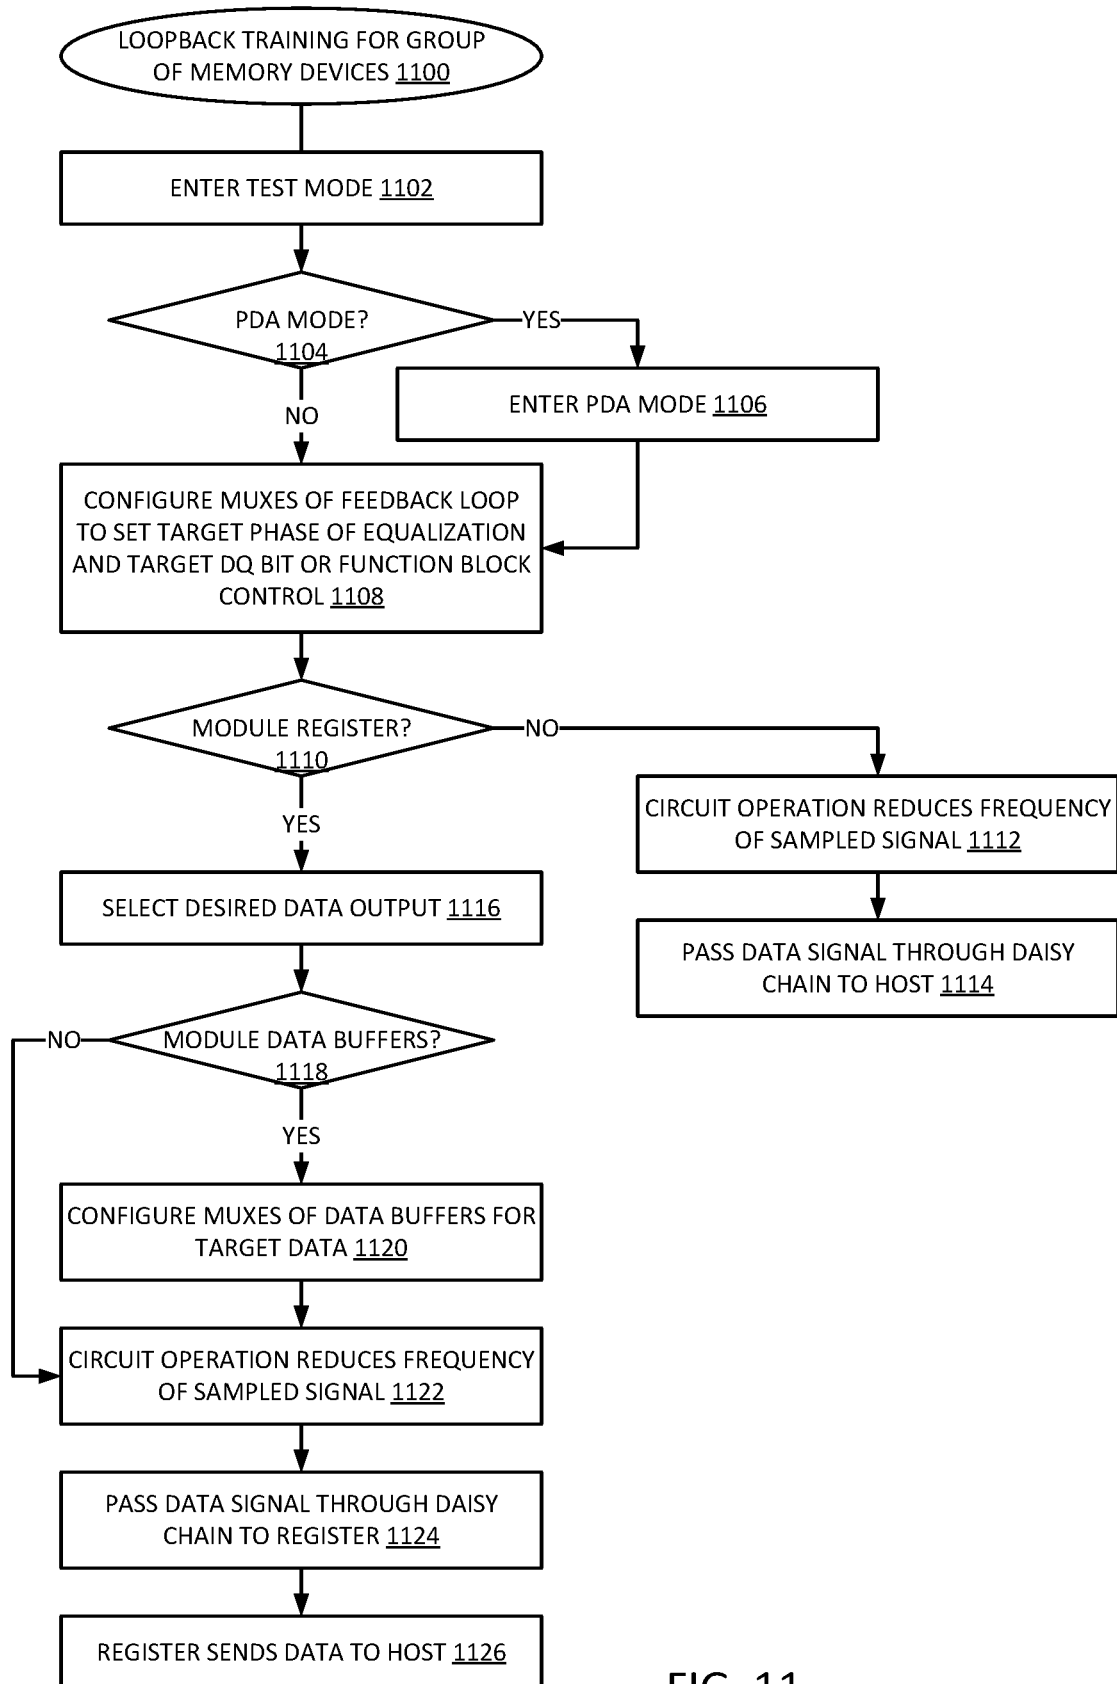 LOOPBACK TRAINING FOR GROUP
OF MEMORY DEVICES 1100
ENTER TEST MODE 1102
PDA MODE?
1104
YES
ENTER PDA MODE 1106
NO
CONFIGURE MUXES OF FEEDBACK LOOP
TO SET TARGET PHASE OF EQUALIZATION
AND TARGET DQ BIT OR FUNCTION BLOCK
CONTROL 1108
MODULE REGISTER?
1110
NO
CIRCUIT OPERATION REDUCES FREQUENCY
OF SAMPLED SIGNAL 1112
PASS DATA SIGNAL THROUGH DAISY
CHAIN TO HOST 1114
YES
SELECT DESIRED DATA OUTPUT 1116
MODULE DATA BUFFERS?
1118
NO
YES
CONFIGURE MUXES OF DATA BUFFERS FOR
TARGET DATA 1120
CIRCUIT OPERATION REDUCES FREQUENCY
OF SAMPLED SIGNAL 1122
PASS DATA SIGNAL THROUGH DAISY
CHAIN TO REGISTER 1124
REGISTER SENDS DATA TO HOST 1126
FIG. 11